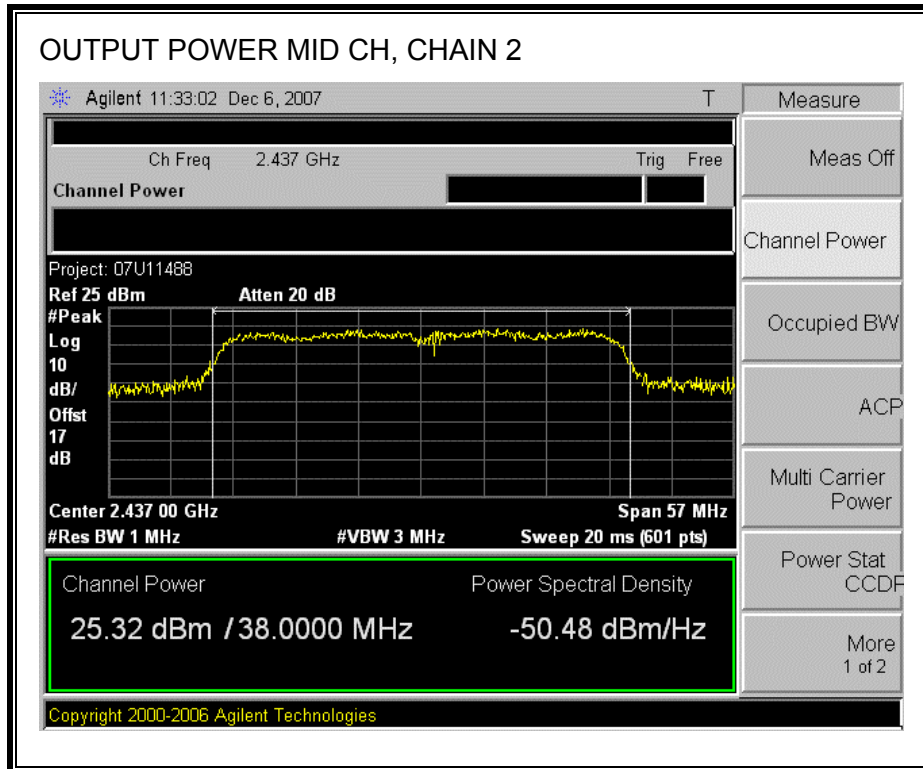 OUTPUT POWER MID CH, CHAIN 2
Agilent 11:33:02 Dec 6, 2007 T
Measure
Ch Freq 2.437 GHz Trig Free
Channel Power
Meas Off
Channel Power
Occupied BW
ACP
Multi Carrier
Power
Power Stat
CCDF
More
1 of 2
Project: 07U11488
Ref 25 dBm Atten 20 dB
#Peak
Log
10
dB/
Offst
17
dB
Center 2.437 00 GHz Span 57 MHz
#Res BW 1 MHz #VBW 3 MHz Sweep 20 ms (601 pts)
Channel Power Power Spectral Density
25.32 dBm / 38.0000 MHz -50.48 dBm/Hz
Copyright 2000-2006 Agilent Technologies